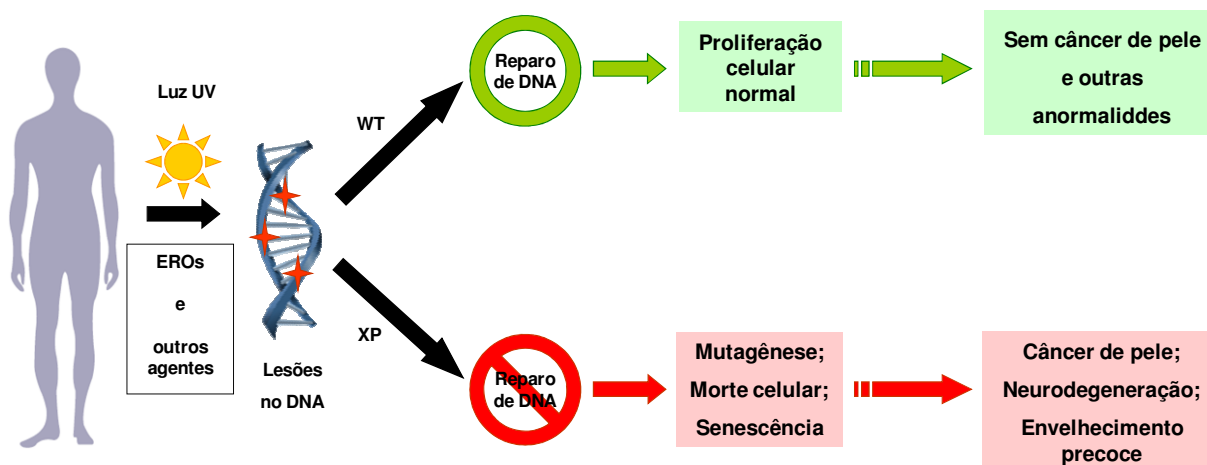 Luz UV
EROs
e
outros
agentes
Lesões
no DNA
WT
Reparo
de DNA
Proliferação
celular
normal
Sem câncer de pele
e outras
anormaliddes
XP
Reparo
de DNA
Mutagênese;
Morte celular;
Senescência
Câncer de pele;
Neurodegeneração;
Envelhecimento
precoce